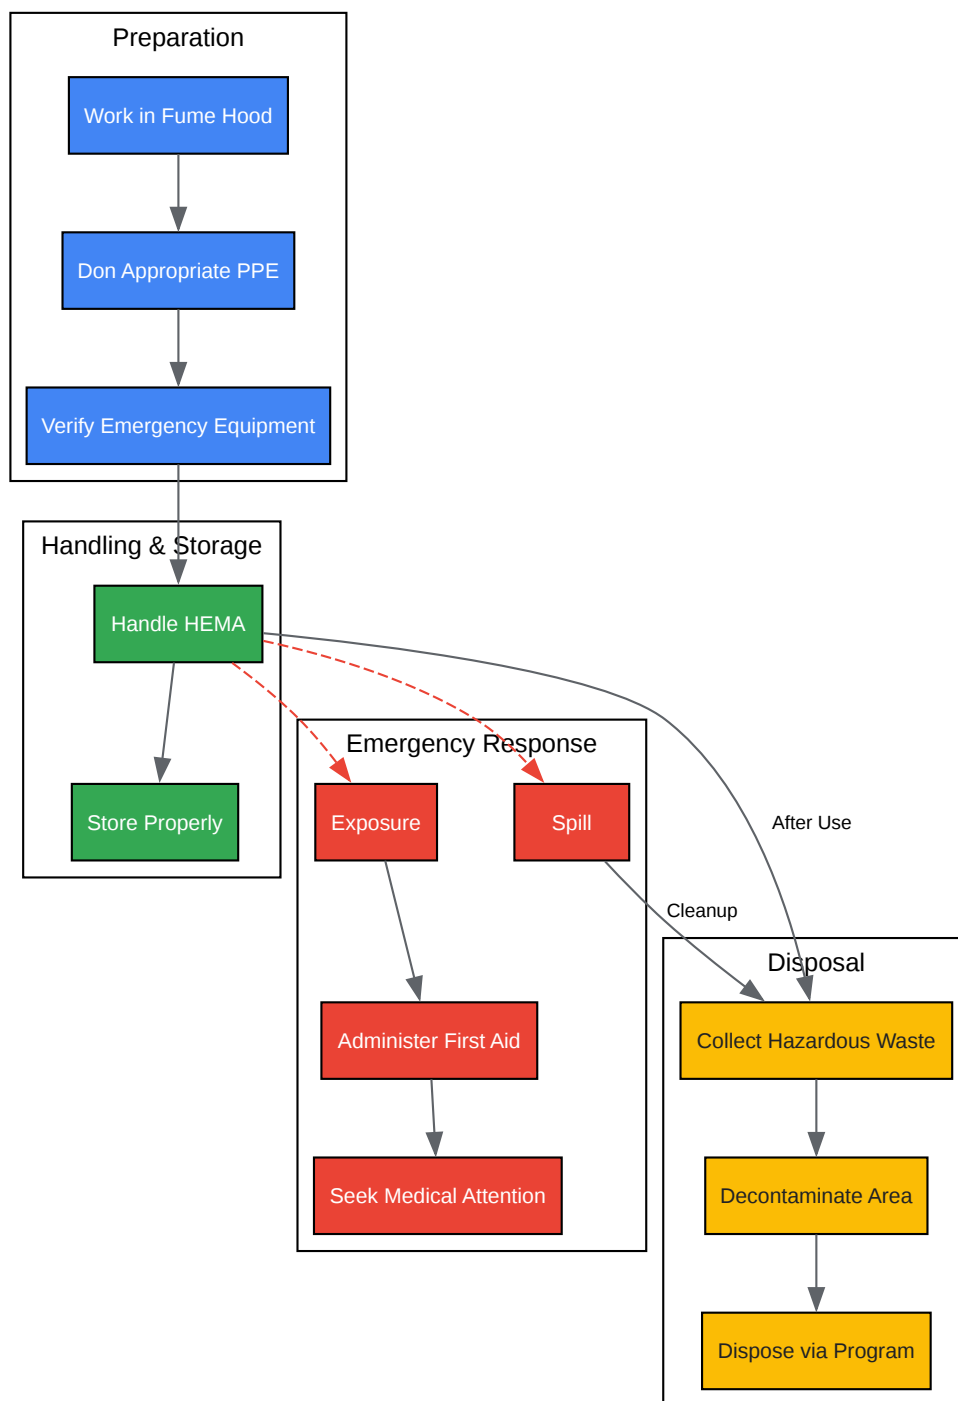 Preparation
Work in Fume Hood
Don Appropriate PPE
Verify Emergency Equipment
Handling & Storage
Handle HEMA
Store Properly
Emergency Response
Exposure
Spill
After Use
Cleanup
Administer First Aid
Seek Medical Attention
Disposal
Collect Hazardous Waste
Decontaminate Area
Dispose via Program